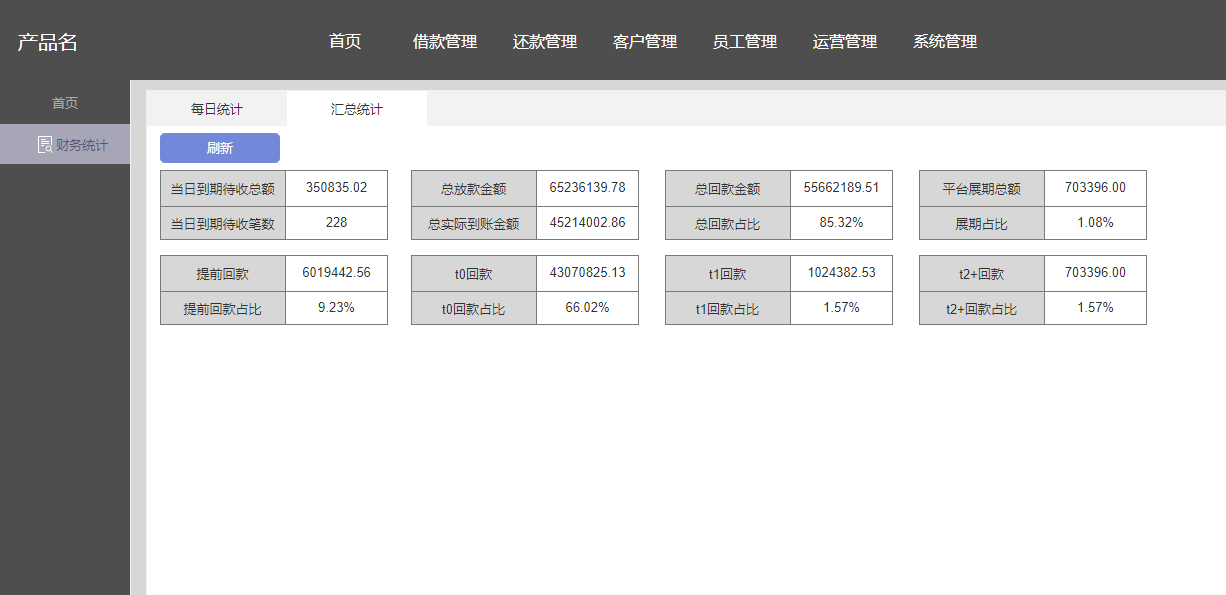 产品名
首页 借款管理 还款管理 客户管理 员工管理 运营管理 系统管理
首页
财务统计
每日统计 汇总统计
刷新
当日到期待收总额 350835.02 总放款金额 65236139.78 总回款金额 55662189.51 平台展期总额 703396.00
当日到期待收笔数 228 总实际到账金额 45214002.86 总回款占比 85.32% 展期占比 1.08%
提前回款 6019442.56 t0回款 43070825.13 t1回款 1024382.53 t2+回款 703396.00
提前回款占比 9.23% t0回款占比 66.02% t1回款占比 1.57% t2+回款占比 1.57%